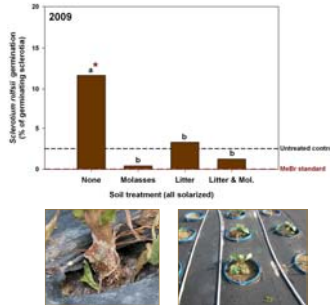 2009
Sclerotium rolfsii germination
(% of germinating sclerotia)
20
15
10
5
0
a *
b
b
b
Untreated contr
MeBr standard
None Molasses Litter Litter & Mol.
Soil treatment (all solarized)